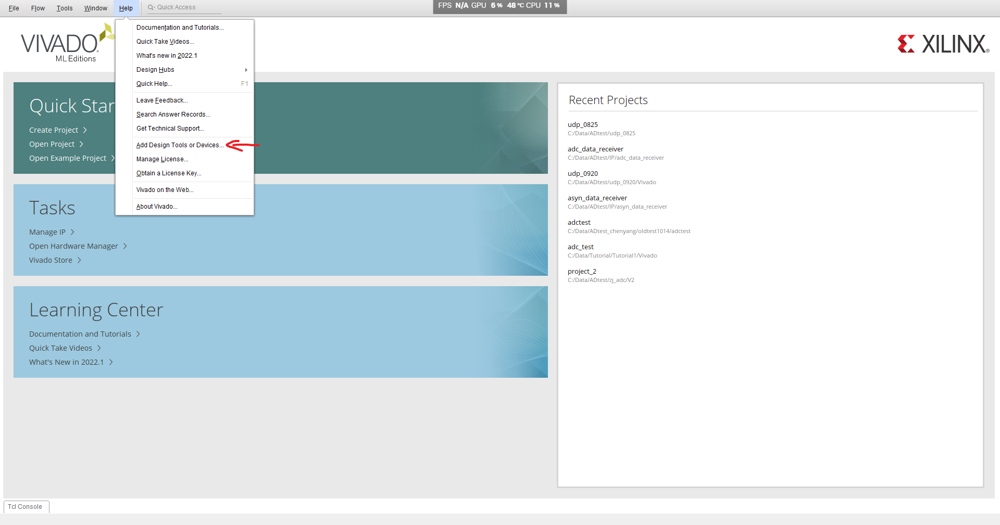 File Flow Tools Window Help Quick Access
FPS N/A GPU 6 % 48 °C CPU 11 %
VIVADO
ML Editions
XILINX
Documentation and Tutorials...
Quick Take Videos...
What's new in 2022.1
Design Hubs
Quick Help... F1
Leave Feedback...
Search Answer Records...
Get Technical Support...
Add Design Tools or Devices...
Manage License...
Obtain a License Key...
Vivado on the Web...
About Vivado...
Quick Star
Create Project
Open Project
Open Example Project
Tasks
Manage IP
Open Hardware Manager
Vivado Store
Learning Center
Documentation and Tutorials
Quick Take Videos
What's New in 2022.1
Recent Projects
udp_0825
C:/Data/ADtest/udp_0825
adc_data_receiver
C:/Data/ADtest/IP/adc_data_receiver
udp_0920
C:/Data/ADtest/udp_0920/Vivado
asyn_data_receiver
C:/Data/ADtest/IP/asyn_data_receiver
adctest
C:/Data/ADtest_chenyang/oldtest1014/adctest
adc_test
C:/Data/Tutorial/Tutorial1/Vivado
project_2
C:/Data/ADtest/zj_adc/V2
Tcl Console